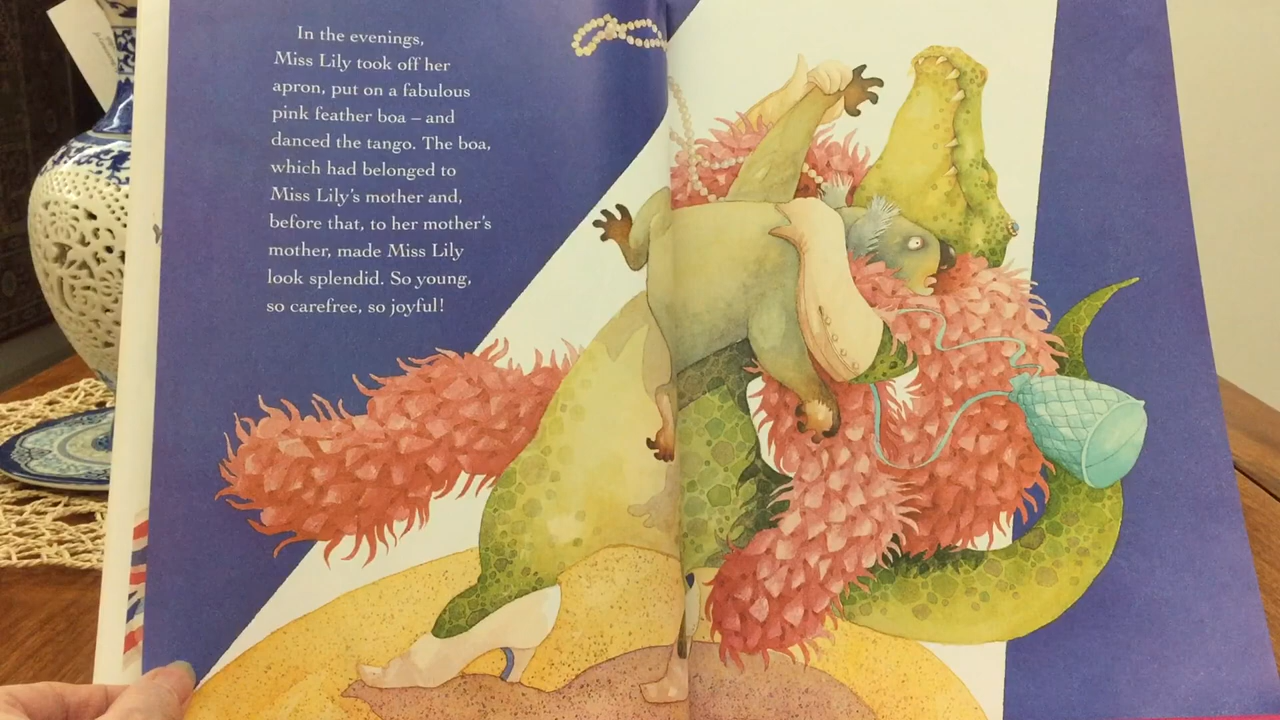 In the evenings,
Miss Lily took off her
apron, put on a fabulous
pink feather boa – and
danced the tango. The boa,
which had belonged to
Miss Lily's mother and,
before that, to her mother's
mother, made Miss Lily
look splendid. So young,
so carefree, so joyful!